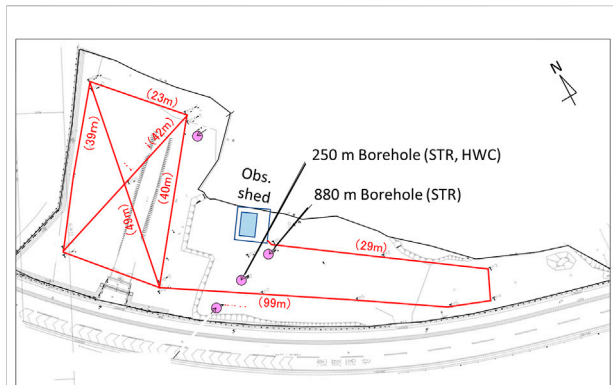 (23m)
N
(39m)
(42m)
250 m Borehole (STR, HWC)
Obs.
shed
(40m)
880 m Borehole (STR)
(49m)
(29m)
(99m)